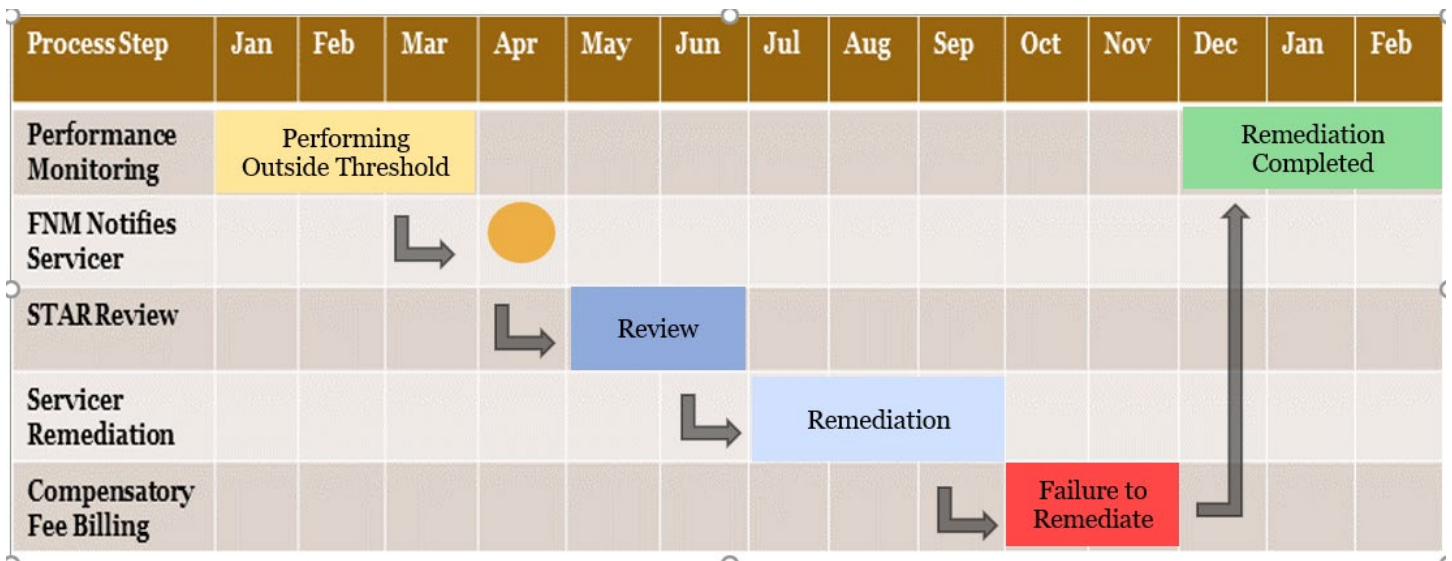 Process Step Jan Feb Mar Apr May Jun Jul Aug Sep Oct Nov Dec Jan Feb
Performance
Monitoring
Performing
Outside Threshold
Remediation
Completed
FNM Notifies
Servicer
STAR Review
Review
Servicer
Remediation
Remediation
Compensatory
Fee Billing
Failure to
Remediate